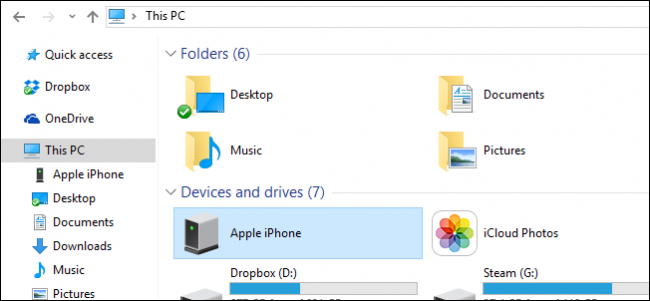 This PC
Quick access
Dropbox
OneDrive
This PC
Apple iPhone
Desktop
Documents
Downloads
Music
Pictures
Folders (6)
Desktop
Documents
Music
Pictures
Devices and drives (7)
Apple iPhone
iCloud Photos
Dropbox (D:)
Steam (G:)